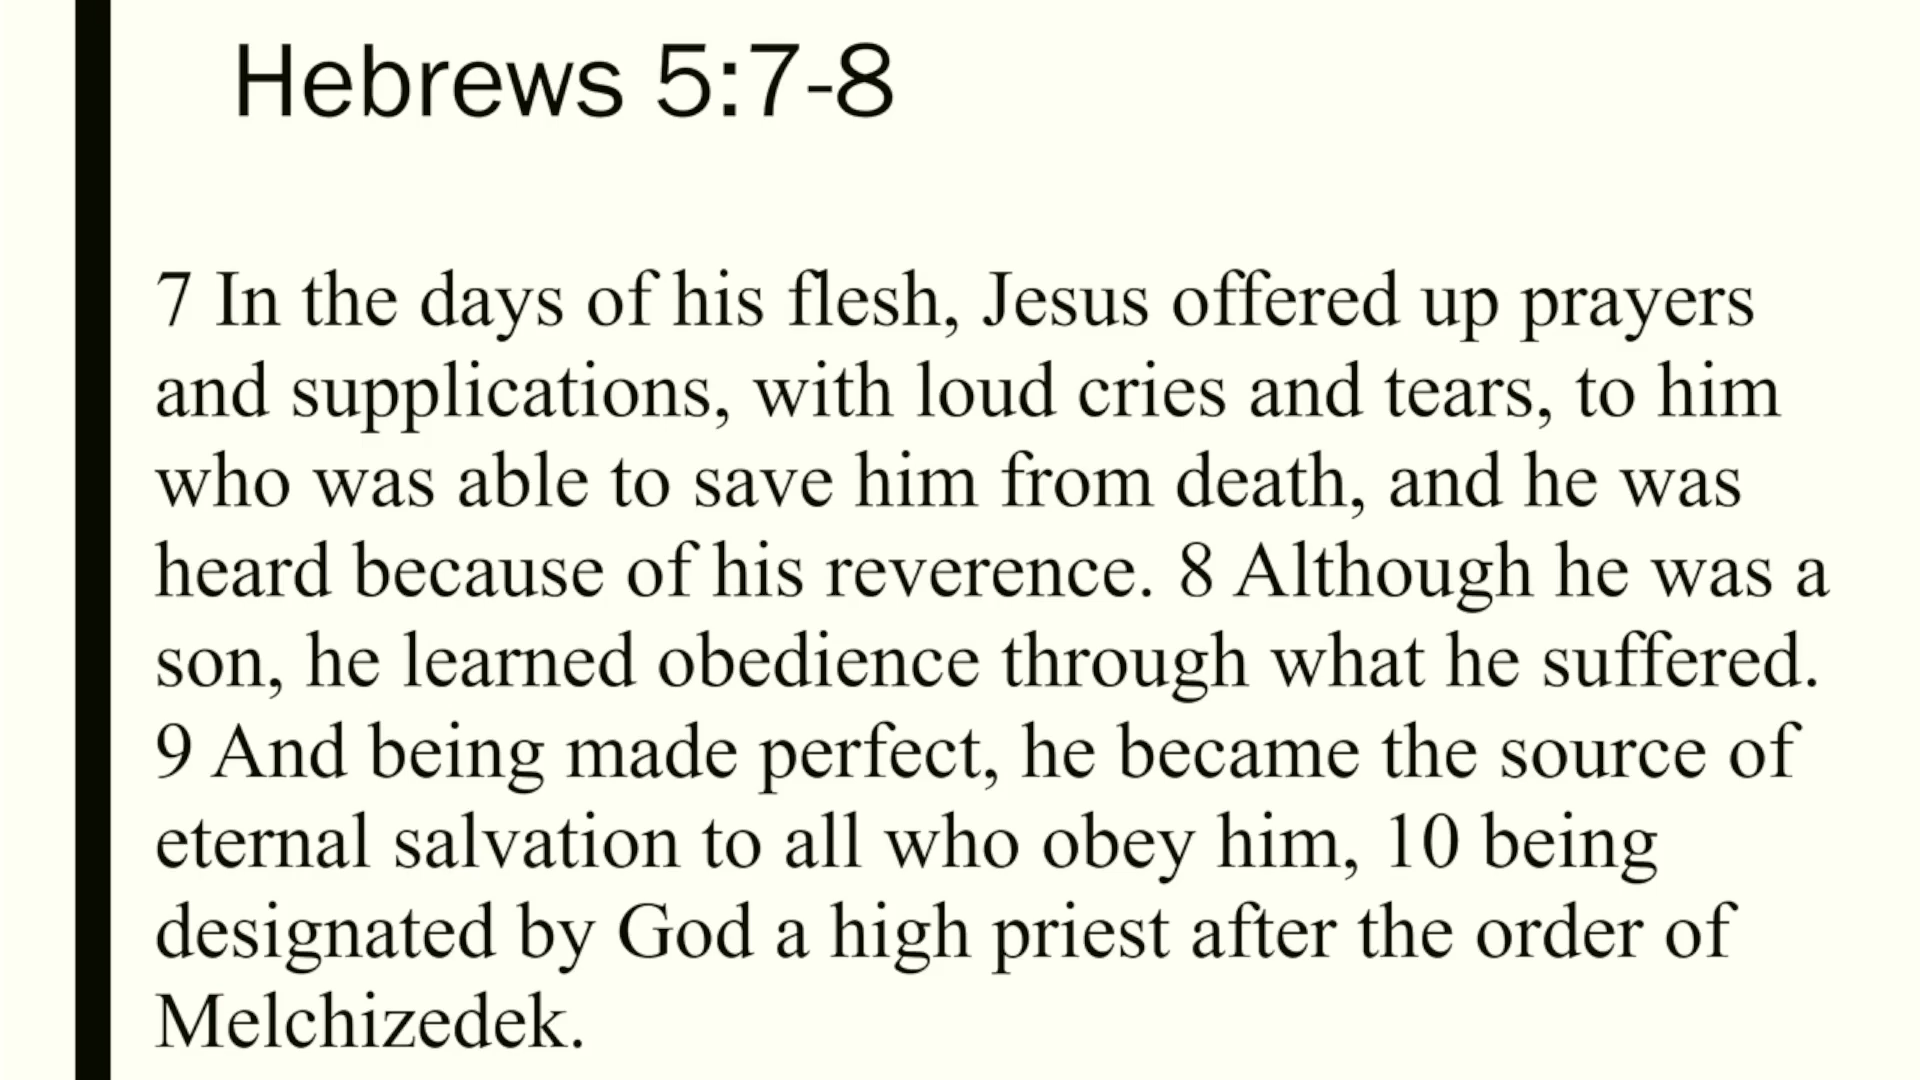 Hebrews 5:7-8
7 In the days of his flesh, Jesus offered up prayers
and supplications, with loud cries and tears, to him
who was able to save him from death, and he was
heard because of his reverence. 8 Although he was a
son, he learned obedience through what he suffered.
9 And being made perfect, he became the source of
eternal salvation to all who obey him, 10 being
designated by God a high priest after the order of
Melchizedek.